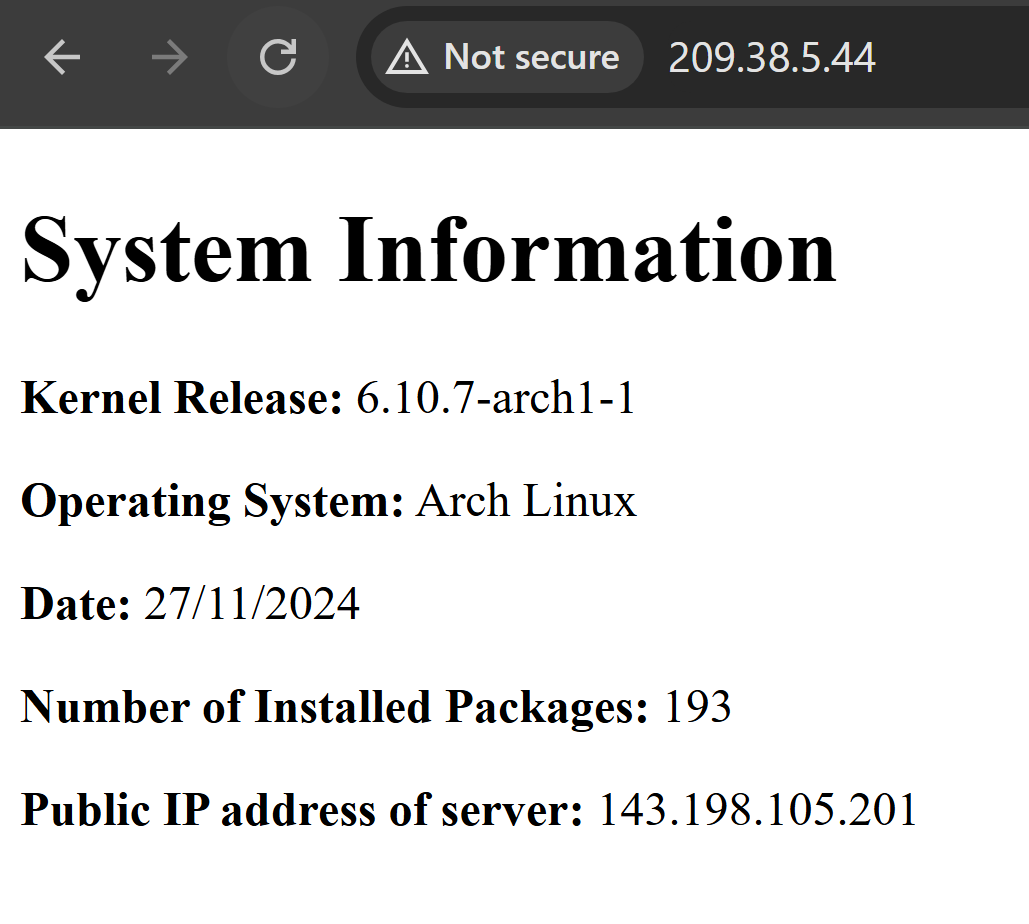 Not secure 209.38.5.44
System Information
Kernel Release: 6.10.7-arch1-1
Operating System: Arch Linux
Date: 27/11/2024
Number of Installed Packages: 193
Public IP address of server: 143.198.105.201